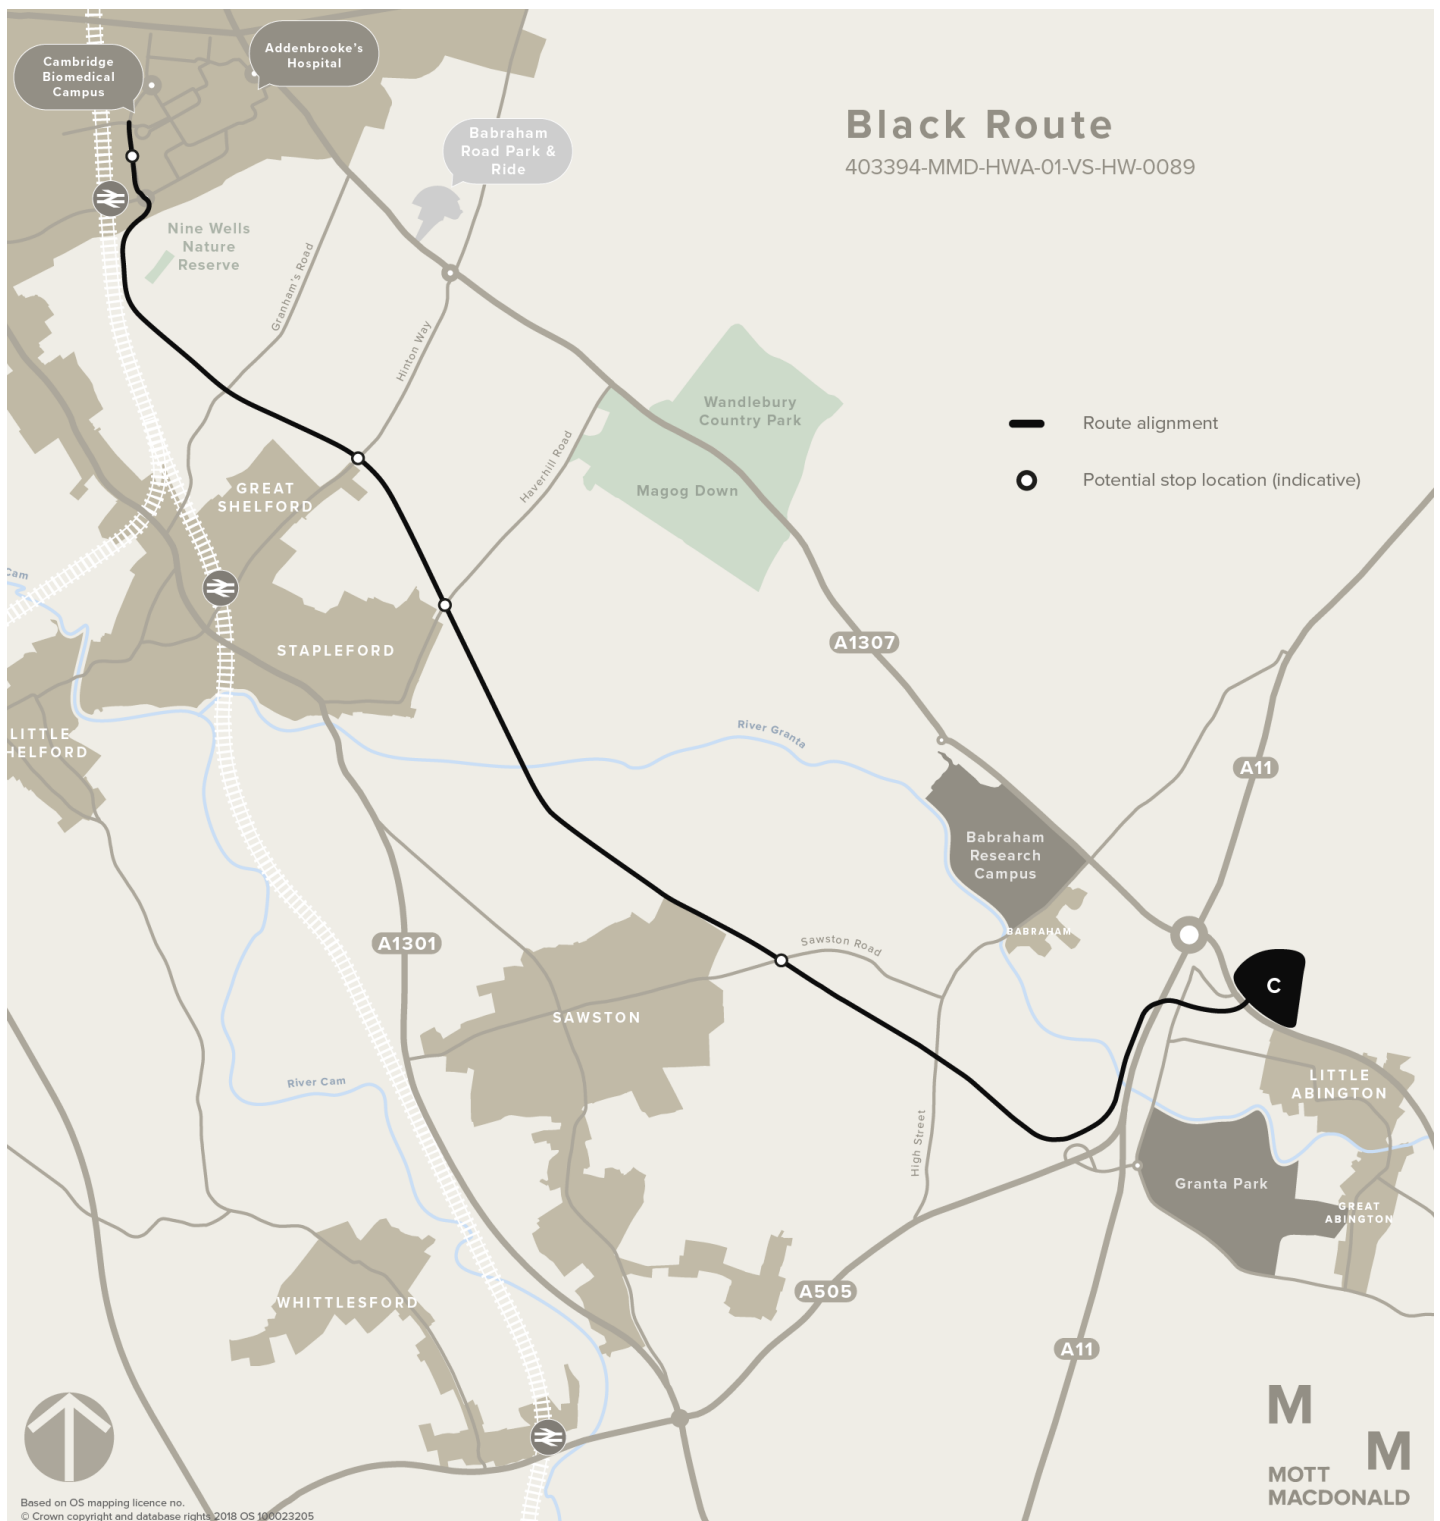 Cambridge
Biomedical
Campus
Addenbrooke's
Hospital
Babraham
Road Park &
Ride
Black Route
403394-MMD-HWA-01-VS-HW-0089
Nine Wells
Nature
Reserve
Granham's Road
Hinton Way
Haverhill Road
Wandlebury
Country Park
Magog Down
Route alignment
Potential stop location (indicative)
GREAT
SHELFORD
Cam
STAPLEFORD
A1307
LITTLE
HELFORD
River Granta
A11
Babraham
Research
Campus
BABRAHAM
A1301
Sawston Road
C
SAWSTON
River Cam
LITTLE
ABINGTON
High Street
Granta Park
GREAT
ABINGTON
WHITTLESFORD
A505
A11
M
M
MOTT
MACDONALD
Based on OS mapping licence no.
© Crown copyright and database rights 2018 OS 100023205